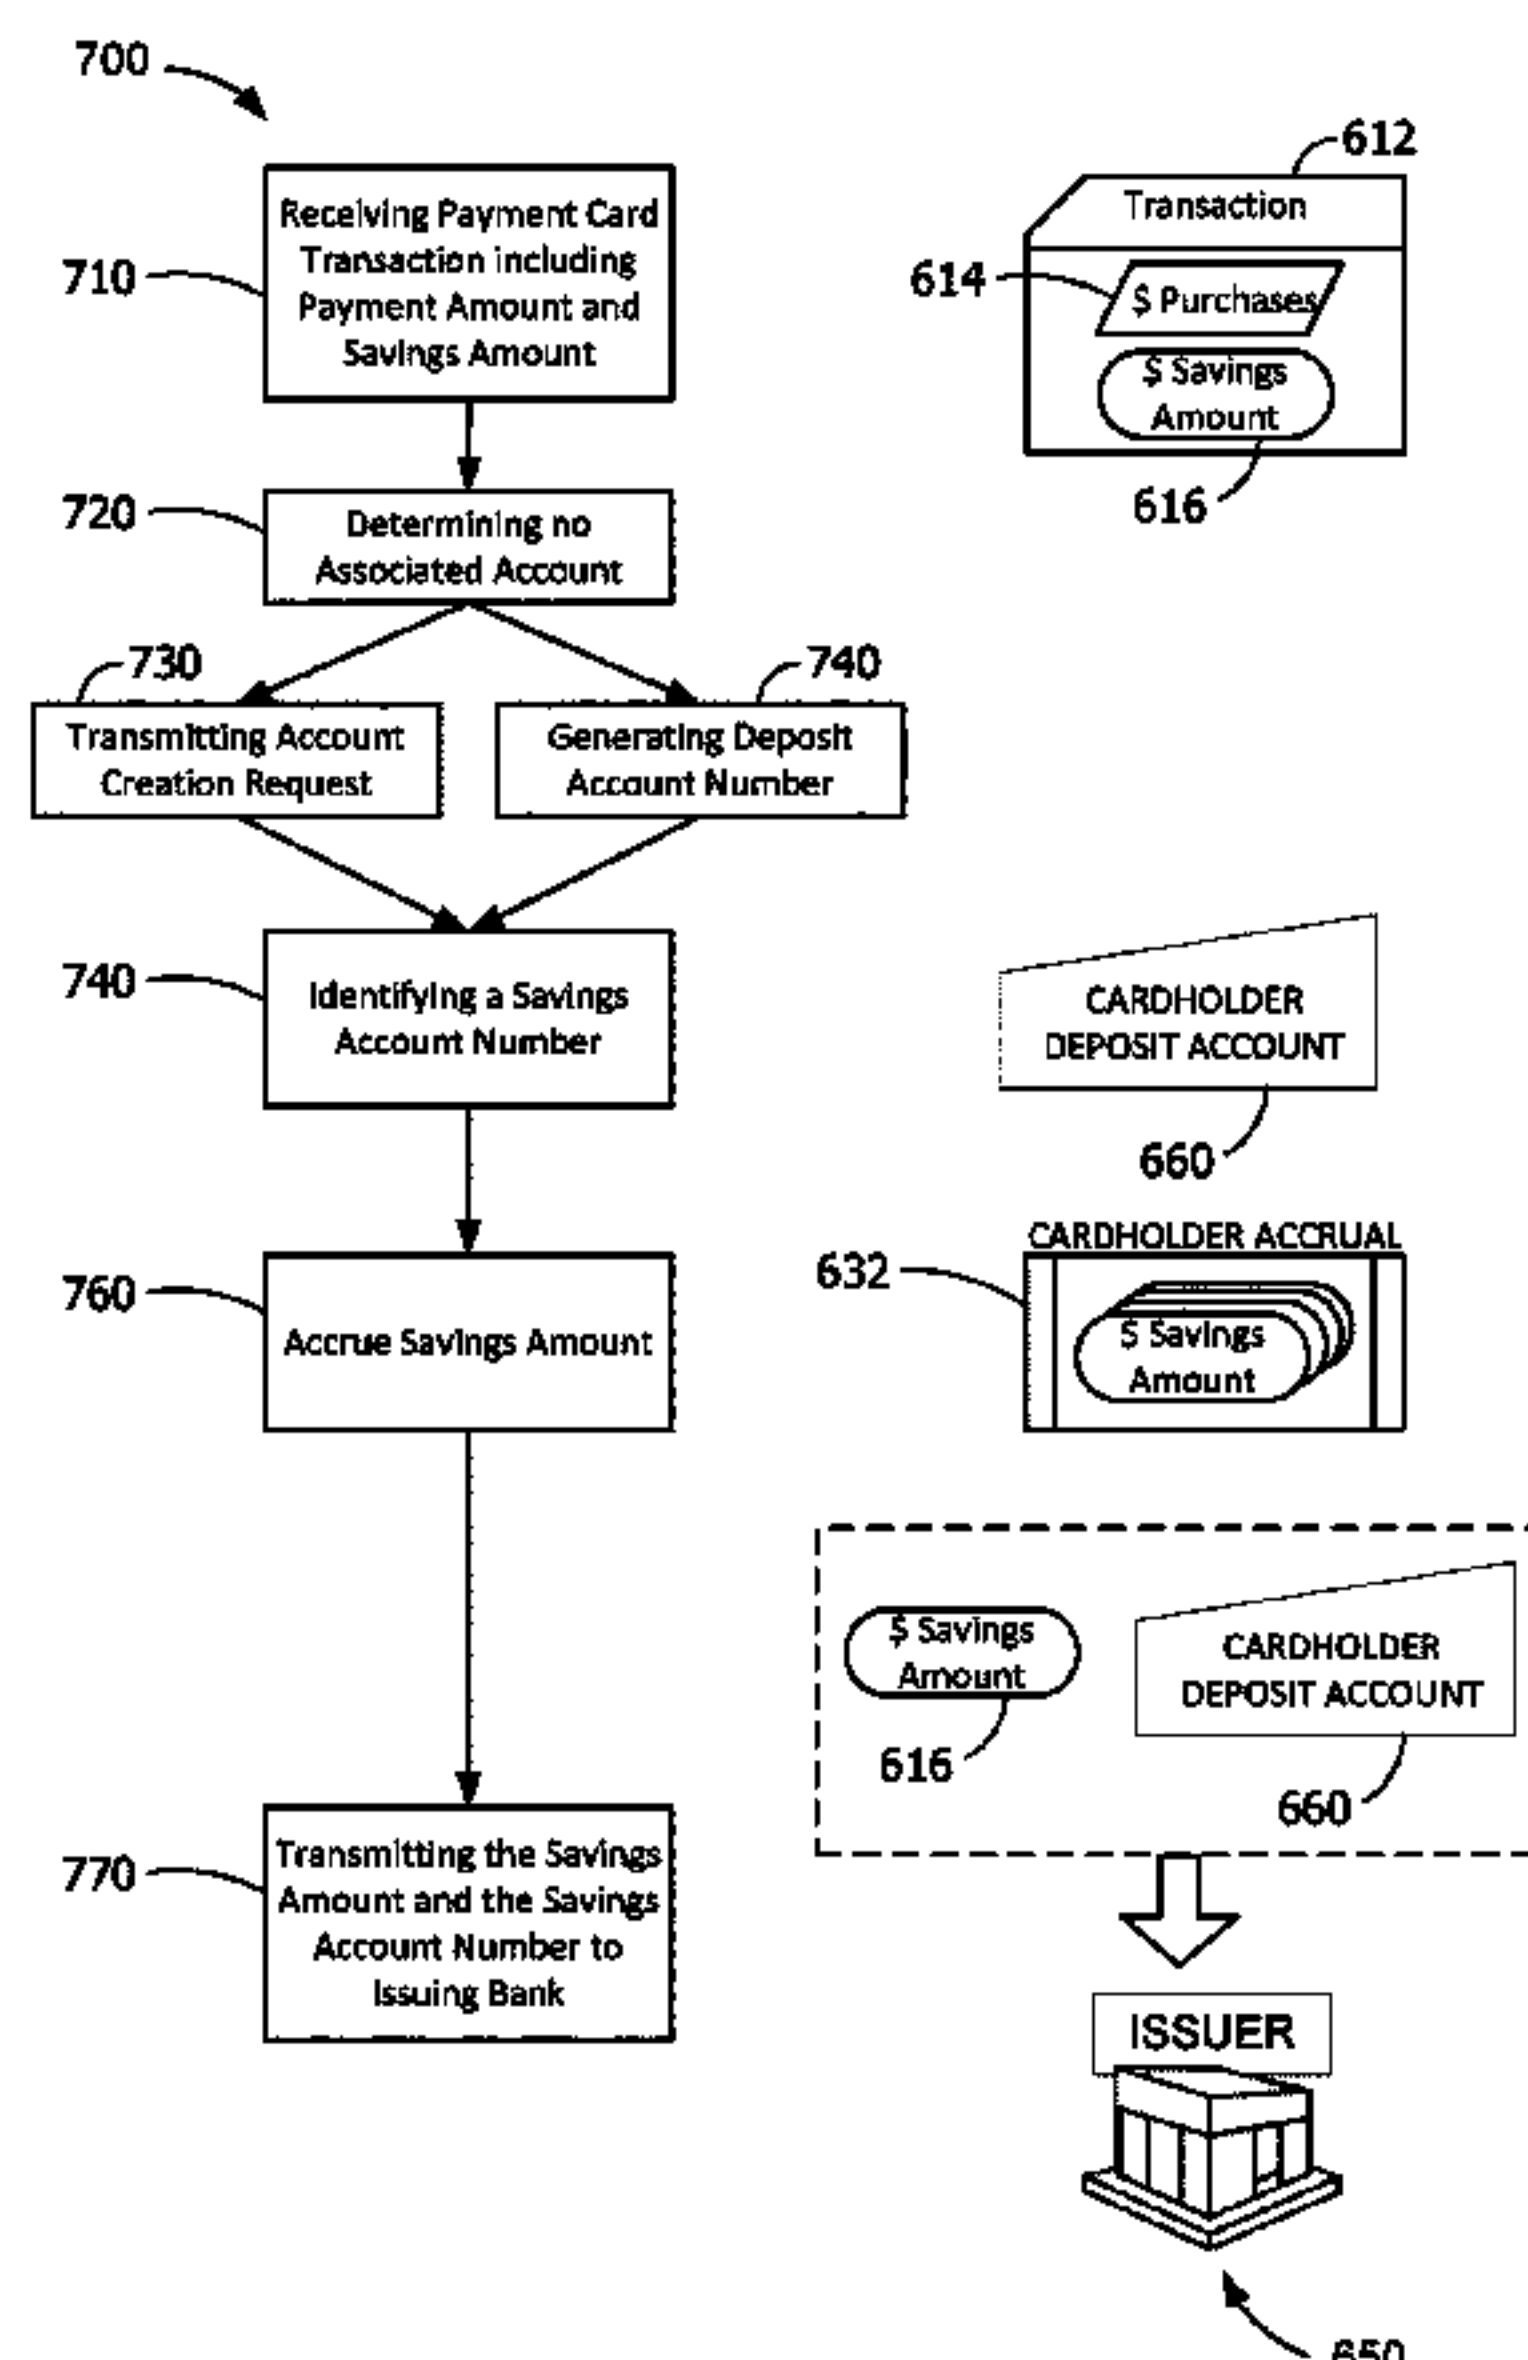 700
612
Transaction
710
Receiving Payment Card
Transaction including
Payment Amount and
Savings Amount
614
$ Purchases
$ Savings
Amount
616
720
Determining no
Associated Account
730
740
Transmitting Account
Creation Request
Generating Deposit
Account Number
740
Identifying a Savings
Account Number
CARDHOLDER
DEPOSIT ACCOUNT
660
CARDHOLDER ACCRUAL
632
760
Accrue Savings Amount
$ Savings
Amount
$ Savings
Amount
616
CARDHOLDER
DEPOSIT ACCOUNT
660
770
Transmitting the Savings
Amount and the Savings
Account Number to
Issuing Bank
ISSUER
650